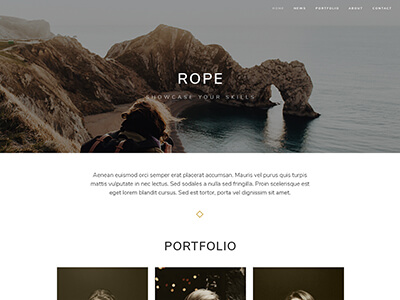 HOME NEWS PORTFOLIO ABOUT CONTACT
ROPE
SHOWCASE YOUR SKILLS
Aenean euismod orci semper erat placerat accumsan. Mauris vel purus quis turpis
mattis vulputate in nec lectus. Sed sodales a nulla sed fringilla. Proin scelerisque est
eget lorem blandit cursus. Sed est tortor, porta vel dignissim sit amet.
PORTFOLIO